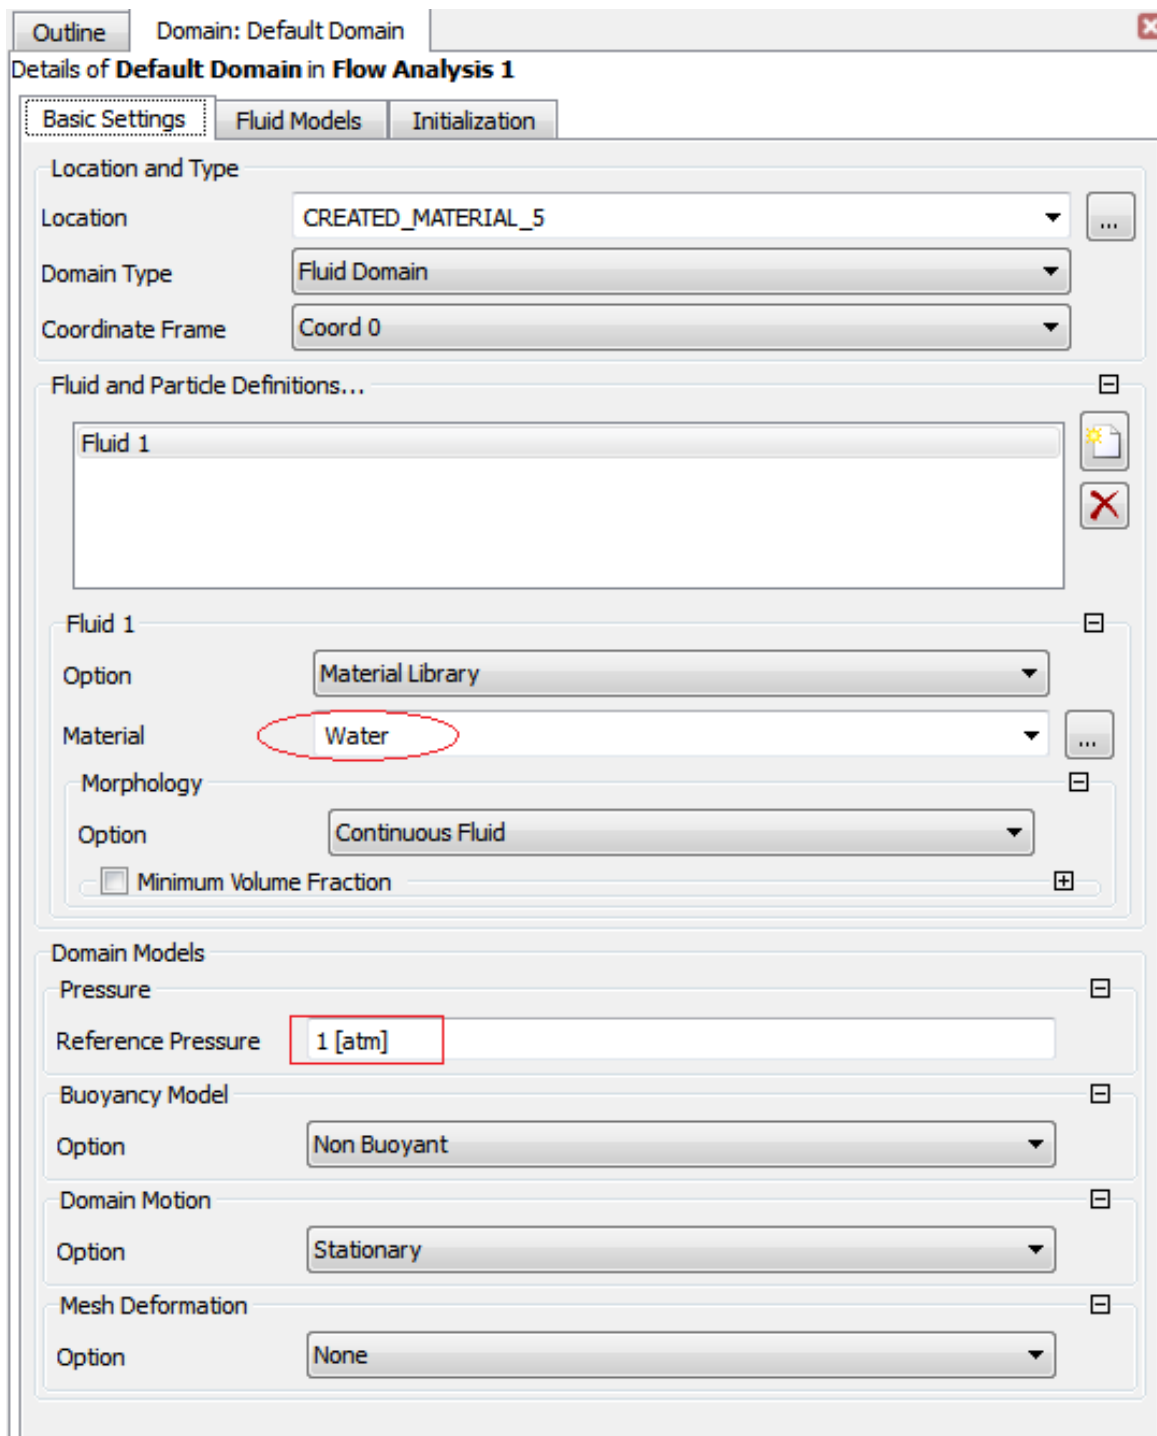 Outline Domain: Default Domain
Details of Default Domain in Flow Analysis 1
Basic Settings Fluid Models Initialization
Location and Type
Location CREATED_MATERIAL_5 ...
Domain Type Fluid Domain
Coordinate Frame Coord 0
Fluid and Particle Definitions...
Fluid 1
Fluid 1
Option Material Library
Material Water ...
Morphology
Option Continuous Fluid
Minimum Volume Fraction
Domain Models
Pressure
Reference Pressure 1 [atm]
Buoyancy Model
Option Non Buoyant
Domain Motion
Option Stationary
Mesh Deformation
Option None